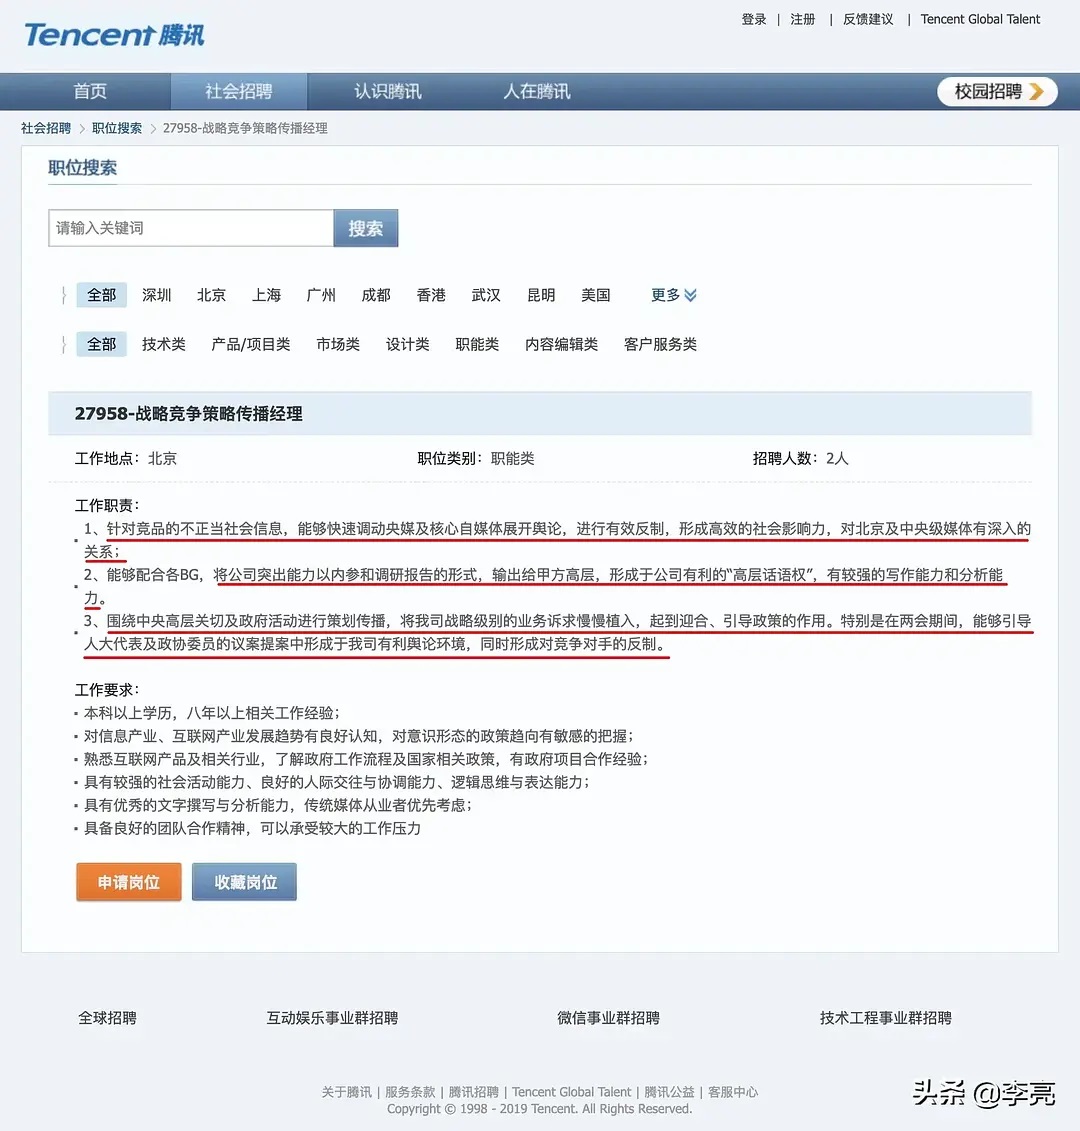 Tencent 腾讯
登录 | 注册 | 反馈建议 | Tencent Global Talent
首页 社会招聘 认识腾讯 人在腾讯 校园招聘
社会招聘 > 职位搜索 > 27958-战略竞争策略传播经理
职位搜索
请输入关键词 搜索
全部 深圳 北京 上海 广州 成都 香港 武汉 昆明 美国 更多
全部 技术类 产品/项目类 市场类 设计类 职能类 内容编辑类 客户服务类
27958-战略竞争策略传播经理
工作地点：北京 职位类别：职能类 招聘人数：2人
工作职责：
1、针对竞品的不正当社会信息，能够快速调动央媒及核心自媒体展开舆论，进行有效反制，形成高效的社会影响力，对北京及中央级媒体有深入的
关系；
2、能够配合各BG，将公司突出能力以内参和调研报告的形式，输出给甲方高层，形成于公司有利的“高层话语权”，有较强的写作能力和分析能
力。
3、围绕中央高层关切及政府活动进行策划传播，将我司战略级别的业务诉求慢慢植入，起到迎合、引导政策的作用。特别是在两会期间，能够引导
人大代表及政协委员的议案提案中形成于我司有利舆论环境，同时形成对竞争对手的反制。
工作要求：
本科以上学历，八年以上相关工作经验；
对信息产业、互联网产业发展趋势有良好认知，对意识形态的政策趋向有敏感的把握；
熟悉互联网产品及相关行业，了解政府工作流程及国家相关政策，有政府项目合作经验；
具有较强的社会活动能力、良好的人际交往与协调能力、逻辑思维与表达能力；
具有优秀的文字撰写与分析能力，传统媒体从业者优先考虑；
具备良好的团队合作精神，可以承受较大的工作压力
申请岗位 收藏岗位
全球招聘 互动娱乐事业群招聘 微信事业群招聘 技术工程事业群招聘
关于腾讯 | 服务条款 | 腾讯招聘 | Tencent Global Talent | 腾讯公益 | 客服中心
Copyright © 1998 - 2019 Tencent. All Rights Reserved.
头条 @李亮